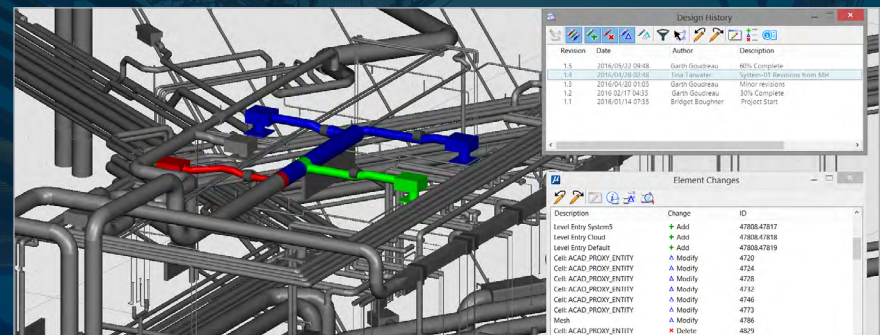 Design History
Revision Date Author Description
1.5 2016/05/22 09:48 Garth Goudreau 60% Complete
1.4 2016/04/28 02:48 Tina Tarwater System-01 Revisions from MH
1.3 2016/04/20 01:05 Garth Goudreau Minor revisions
1.2 2016 02/17 04:35 Garth Goudreau 30% Complete
1.1 2016/01/14 07:35 Bridget Boughner Project Start
Element Changes
Description Change ID
Level Entry System5 + Add 47808.47817
Level Entry Cloud + Add 47808.47818
Level Entry Default + Add 47808.47819
Cell: ACAD_PROXY_ENTITY Δ Modify 4720
Cell: ACAD_PROXY_ENTITY Δ Modify 4724
Cell: ACAD_PROXY_ENTITY Δ Modify 4728
Cell: ACAD_PROXY_ENTITY Δ Modify 4732
Cell: ACAD_PROXY_ENTITY Δ Modify 4746
Cell: ACAD_PROXY_ENTITY Δ Modify 4773
Mesh Δ Modify 4786
Cell: ACAD_PROXY_ENTITY × Delete 4829